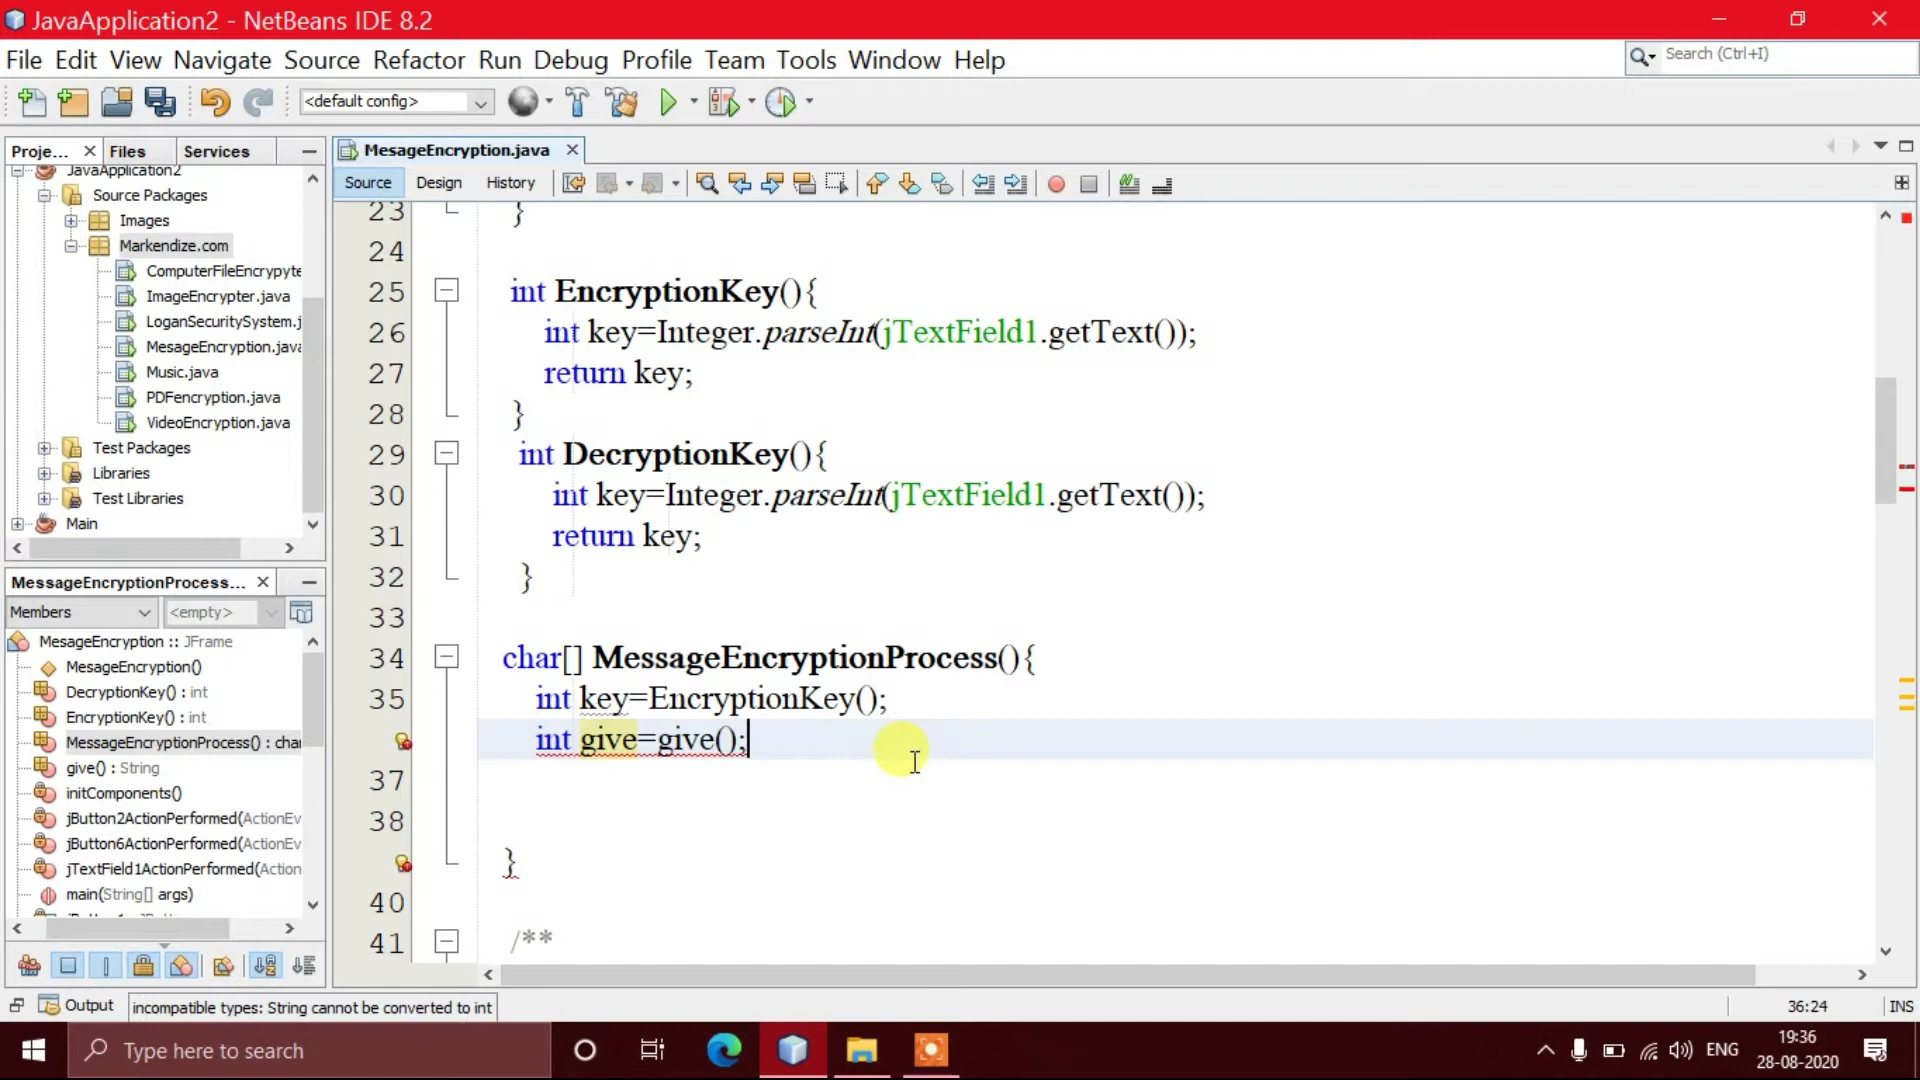 JavaApplication2 - NetBeans IDE 8.2
File Edit View Navigate Source Refactor Run Debug Profile Team Tools Window Help
Search (Ctrl+I)
<default config>
Proje... Files Services
JavaApplication2
Source Packages
Images
Markendize.com
ComputerFileEncrypyte
ImageEncrypter.java
LoganSecuritySystem.j
MesageEncryption.java
Music.java
PDFencryption.java
VideoEncryption.java
Test Packages
Libraries
Test Libraries
Main
MessageEncryptionProcess...
Members <empty>
MesageEncryption :: JFrame
MesageEncryption()
DecryptionKey() : int
EncryptionKey() : int
MessageEncryptionProcess() : char
give() : String
initComponents()
jButton2ActionPerformed(ActionEv
jButton6ActionPerformed(ActionEv
jTextField1ActionPerformed(Action
main(String[] args)
MesageEncryption.java
Source Design History
23 }
24
25 int EncryptionKey(){
26 int key=Integer.parseInt(jTextField1.getText());
27 return key;
28 }
29 int DecryptionKey(){
30 int key=Integer.parseInt(jTextField1.getText());
31 return key;
32 }
33
34 char[] MessageEncryptionProcess(){
35 int key=EncryptionKey();
int give=give();
37
38
}
40
41 /**
Output incompatible types: String cannot be converted to int 36:24 INS
Type here to search ENG 19:36
28-08-2020